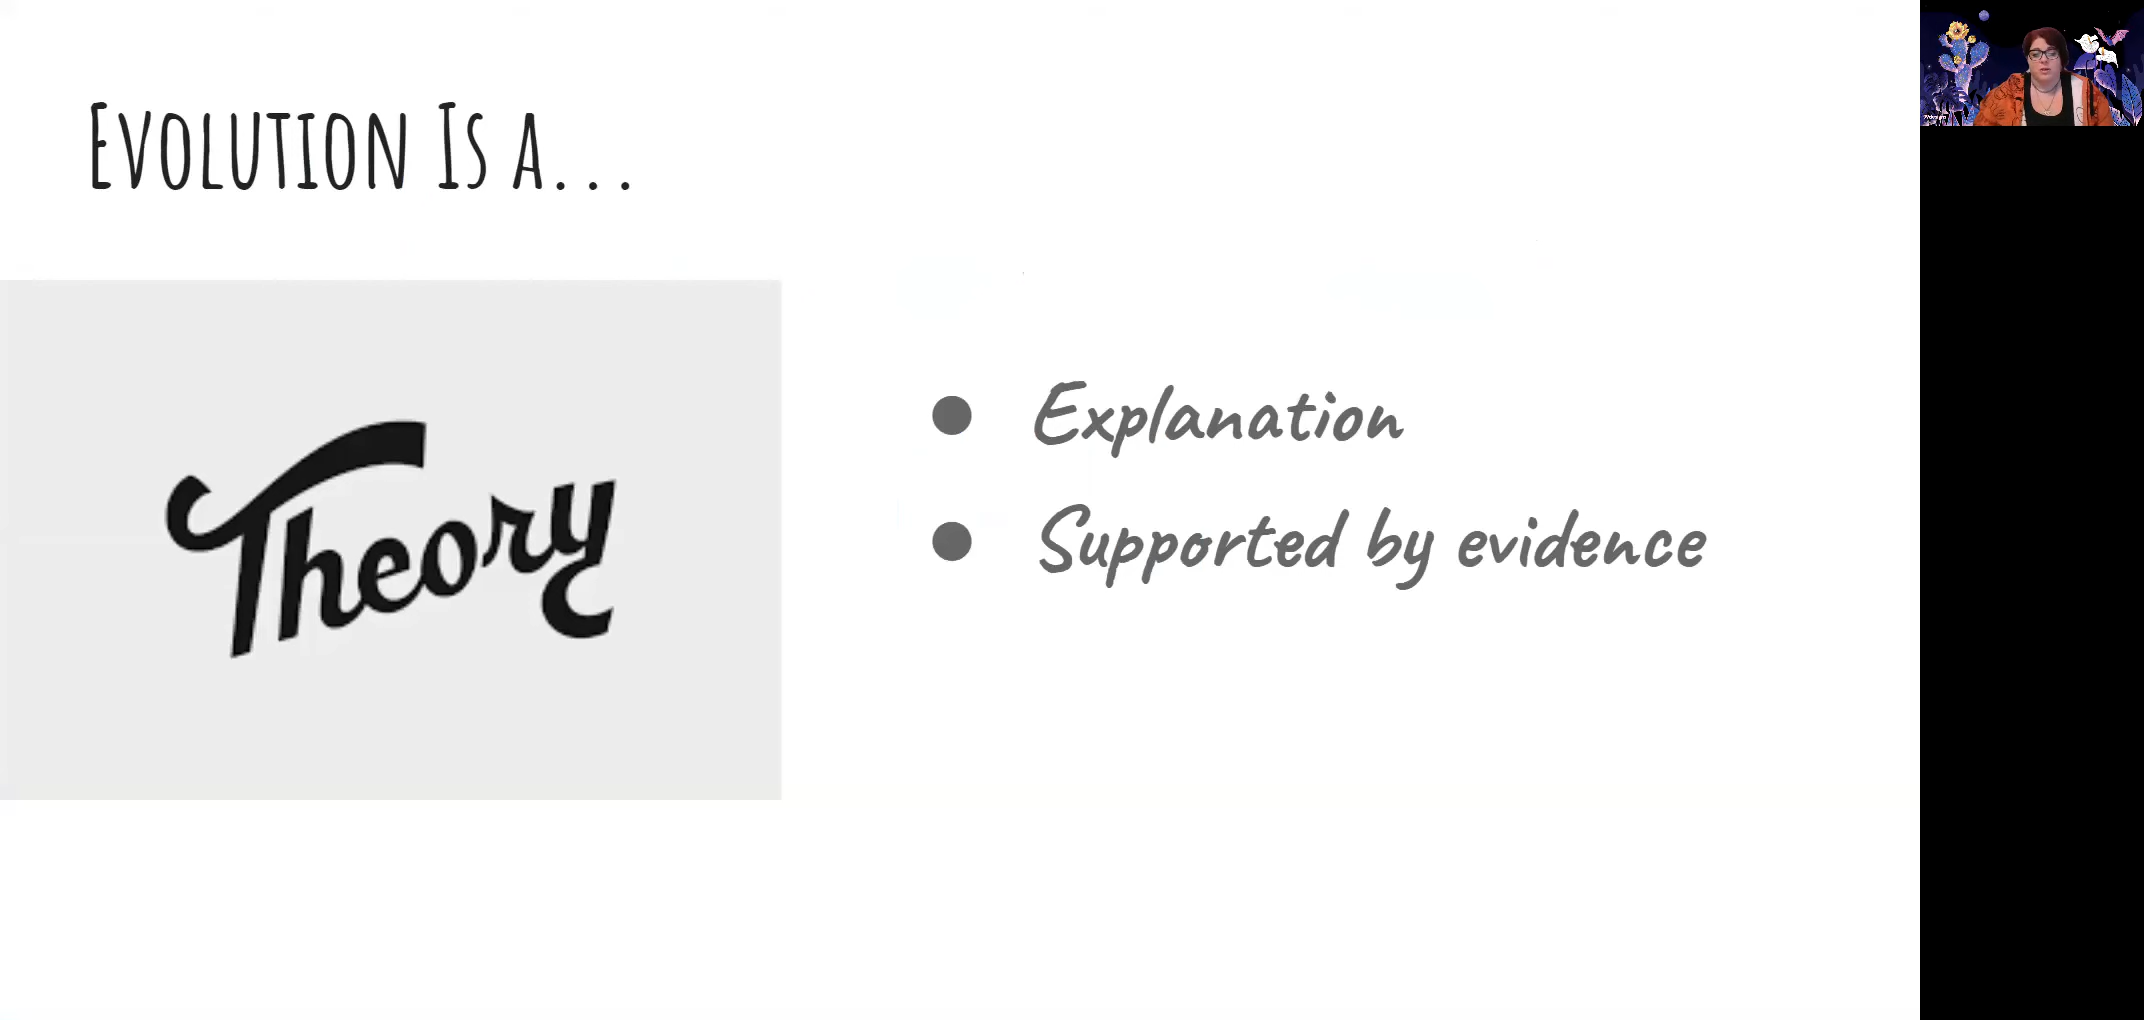 Evolution Is a...
Theory
Explanation
Supported by evidence